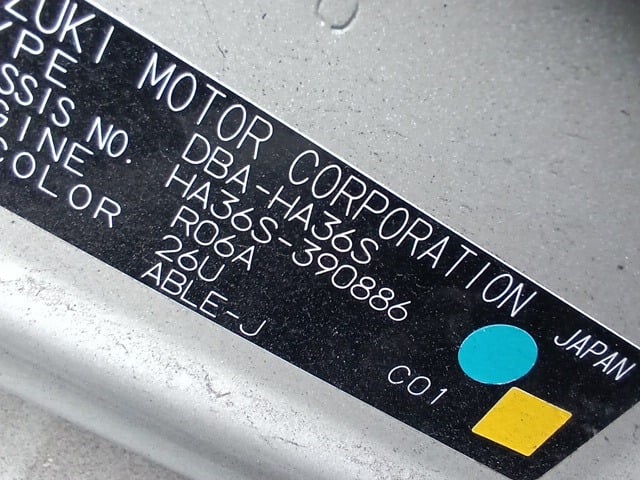 ZUKI MOTOR CORPORATION JAPAN
YPE DBA-HA36S
SSIS NO. HA36S-390886
GINE R06A
COLOR 26U
ABLE-J
C01